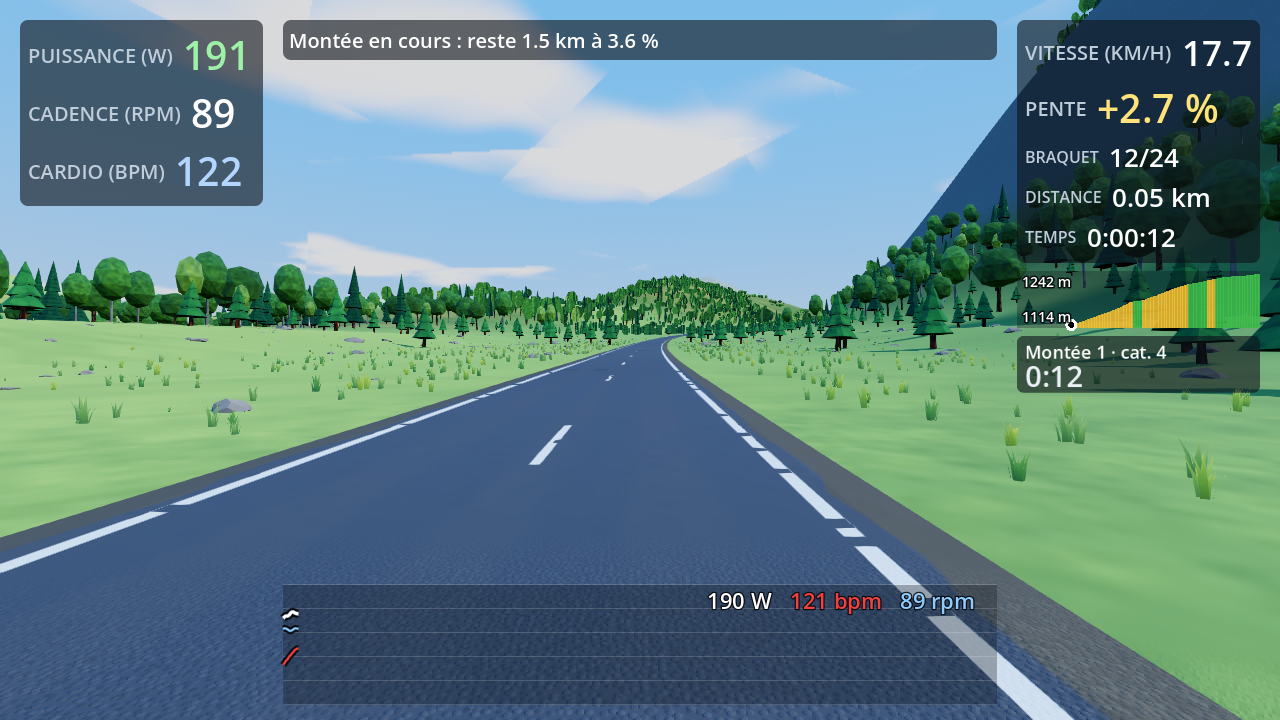 PUISSANCE (W) 191
CADENCE (RPM) 89
CARDIO (BPM) 122
Montée en cours : reste 1.5 km à 3.6 %
VITESSE (KM/H) 17.7
PENTE +2.7 %
BRAQUET 12/24
DISTANCE 0.05 km
TEMPS 0:00:12
1242 m
1114 m
Montée 1 · cat. 4
0:12
190 W 121 bpm 89 rpm